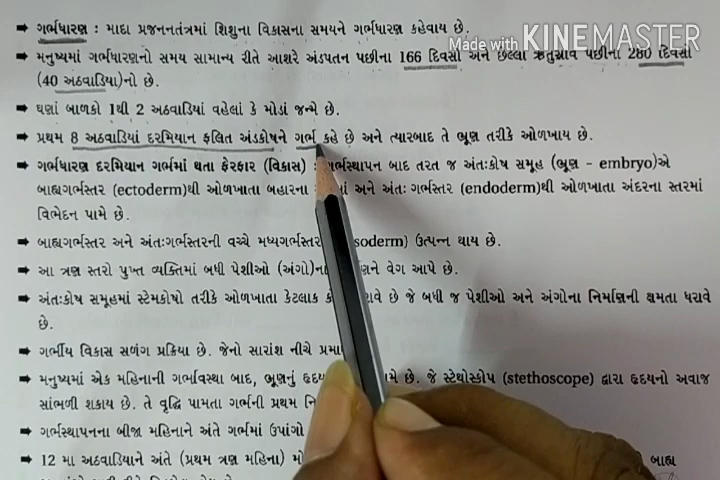 Made with KINEMASTER
➡ ગર્ભધારણ : માદા પ્રજનનતંત્રમાં શિશુના વિકાસના સમયને ગર્ભધારણ કહેવાય છે.
➡ મનુષ્યમાં ગર્ભધારણનો સમય સામાન્ય રીતે આશરે અંડપતન પછીના 166 દિવસો અને છેલ્લા ઋતુસ્રાવ પછીના 280 દિવસો
(40 અઠવાડિયા)નો છે.
➡ ઘણાં બાળકો 1થી 2 અઠવાડિયાં વહેલાં કે મોડાં જન્મે છે.
➡ પ્રથમ 8 અઠવાડિયાં દરમિયાન ફલિત અંડકોષને ગર્ભ કહે છે અને ત્યારબાદ તે ભ્રૂણ તરીકે ઓળખાય છે.
➡ ગર્ભધારણ દરમિયાન ગર્ભમાં થતા ફેરફાર (વિકાસ) : ગર્ભસ્થાપન બાદ તરત જ અંતઃકોષ સમૂહ (ભ્રૂણ – embryo)એ
બાહ્યગર્ભસ્તર (ectoderm)થી ઓળખાતા બહારના અને અંતઃ ગર્ભસ્તર (endoderm)થી ઓળખાતા અંદરના સ્તરમાં
વિભેદન પામે છે.
➡ બાહ્યગર્ભસ્તર અને અંતઃગર્ભસ્તરની વચ્ચે મધ્યગર્ભસ્તર soderm) ઉત્પન્ન થાય છે.
➡ આ ત્રણ સ્તરો પુખ્ત વ્યક્તિમાં બધી પેશીઓ (અંગો)ના ણને વેગ આપે છે.
➡ અંતઃકોષ સમૂહમાં સ્ટેમકોષો તરીકે ઓળખાતા કેટલાક વે છે જે બધી જ પેશીઓ અને અંગોના નિર્માણની ક્ષમતા ધરાવે
છે.
➡ ગર્ભીય વિકાસ સળંગ પ્રક્રિયા છે. જેનો સારાંશ નીચે પ્રમા
➡ મનુષ્યમાં એક મહિનાની ગર્ભાવસ્થા બાદ, ભ્રૂણનું હૃદય મે છે. જે સ્ટેથોસ્કોપ (stethoscope) દ્વારા હૃદયનો અવાજ
સાંભળી શકાય છે. તે વૃદ્ધિ પામતા ગર્ભની પ્રથમ નિ
➡ ગર્ભસ્થાપનના બીજા મહિનાને અંતે ગર્ભમાં ઉપાંગો
➡ 12 મા અઠવાડિયાને અંતે (પ્રથમ ત્રણ મહિના) મો બાહ્ય